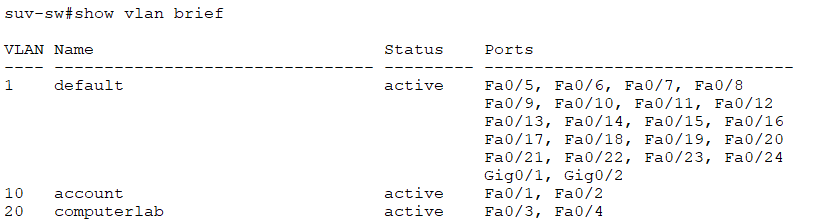 suv-sw#show vlan brief
VLAN Name                             Status    Ports
---- -------------------------------- --------- -------------------------------
1    default                          active    Fa0/5, Fa0/6, Fa0/7, Fa0/8
                                                Fa0/9, Fa0/10, Fa0/11, Fa0/12
                                                Fa0/13, Fa0/14, Fa0/15, Fa0/16
                                                Fa0/17, Fa0/18, Fa0/19, Fa0/20
                                                Fa0/21, Fa0/22, Fa0/23, Fa0/24
                                                Gig0/1, Gig0/2
10   account                          active    Fa0/1, Fa0/2
20   computerlab                      active    Fa0/3, Fa0/4